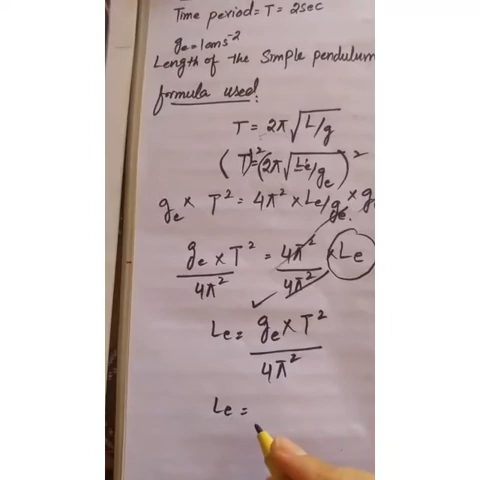 Time period = T = 2sec
ge = 10ms⁻²
Length of the Simple pendulum
formula used:
T = 2π √L/g
(T)² = (2π √Le/ge)²
ge × T² = 4π² × Le/ge × g
ge × T² / 4π² = 4π² / 4π² × Le
Le = ge × T² / 4π²
Le =